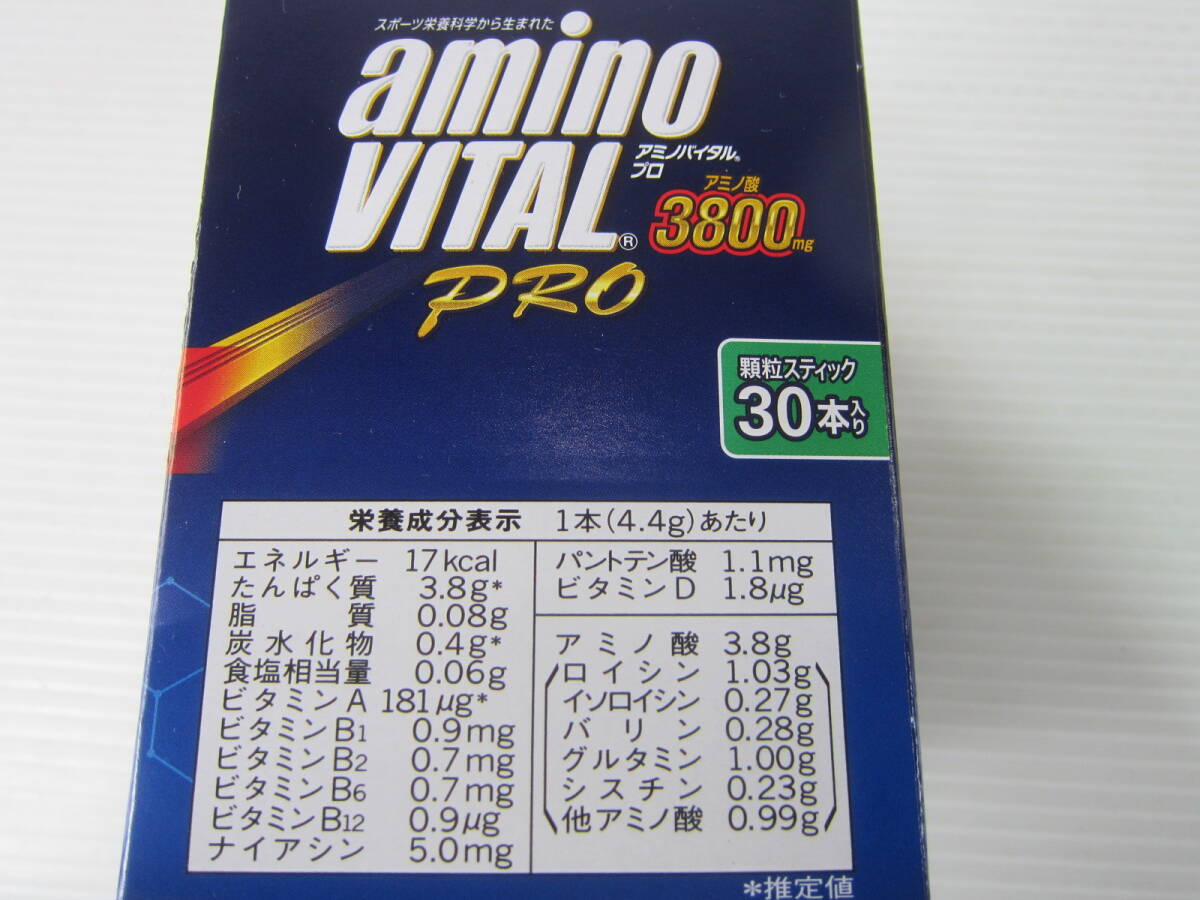 スポーツ栄養科学から生まれた
amino
VITAL®
アミノバイタル®
プロ
アミノ酸
3800mg
PRO
顆粒スティック
30本入り
栄養成分表示 1本(4.4g)あたり
エネルギー 17kcal
たんぱく質 3.8g*
脂質 0.08g
炭水化物 0.4g*
食塩相当量 0.06g
ビタミンA 181μg*
ビタミンB1 0.9mg
ビタミンB2 0.7mg
ビタミンB6 0.7mg
ビタミンB12 0.9μg
ナイアシン 5.0mg
パントテン酸 1.1mg
ビタミンD 1.8μg
アミノ酸 3.8g
ロイシン 1.03g
イソロイシン 0.27g
バリン 0.28g
グルタミン 1.00g
シスチン 0.23g
他アミノ酸 0.99g
*推定値